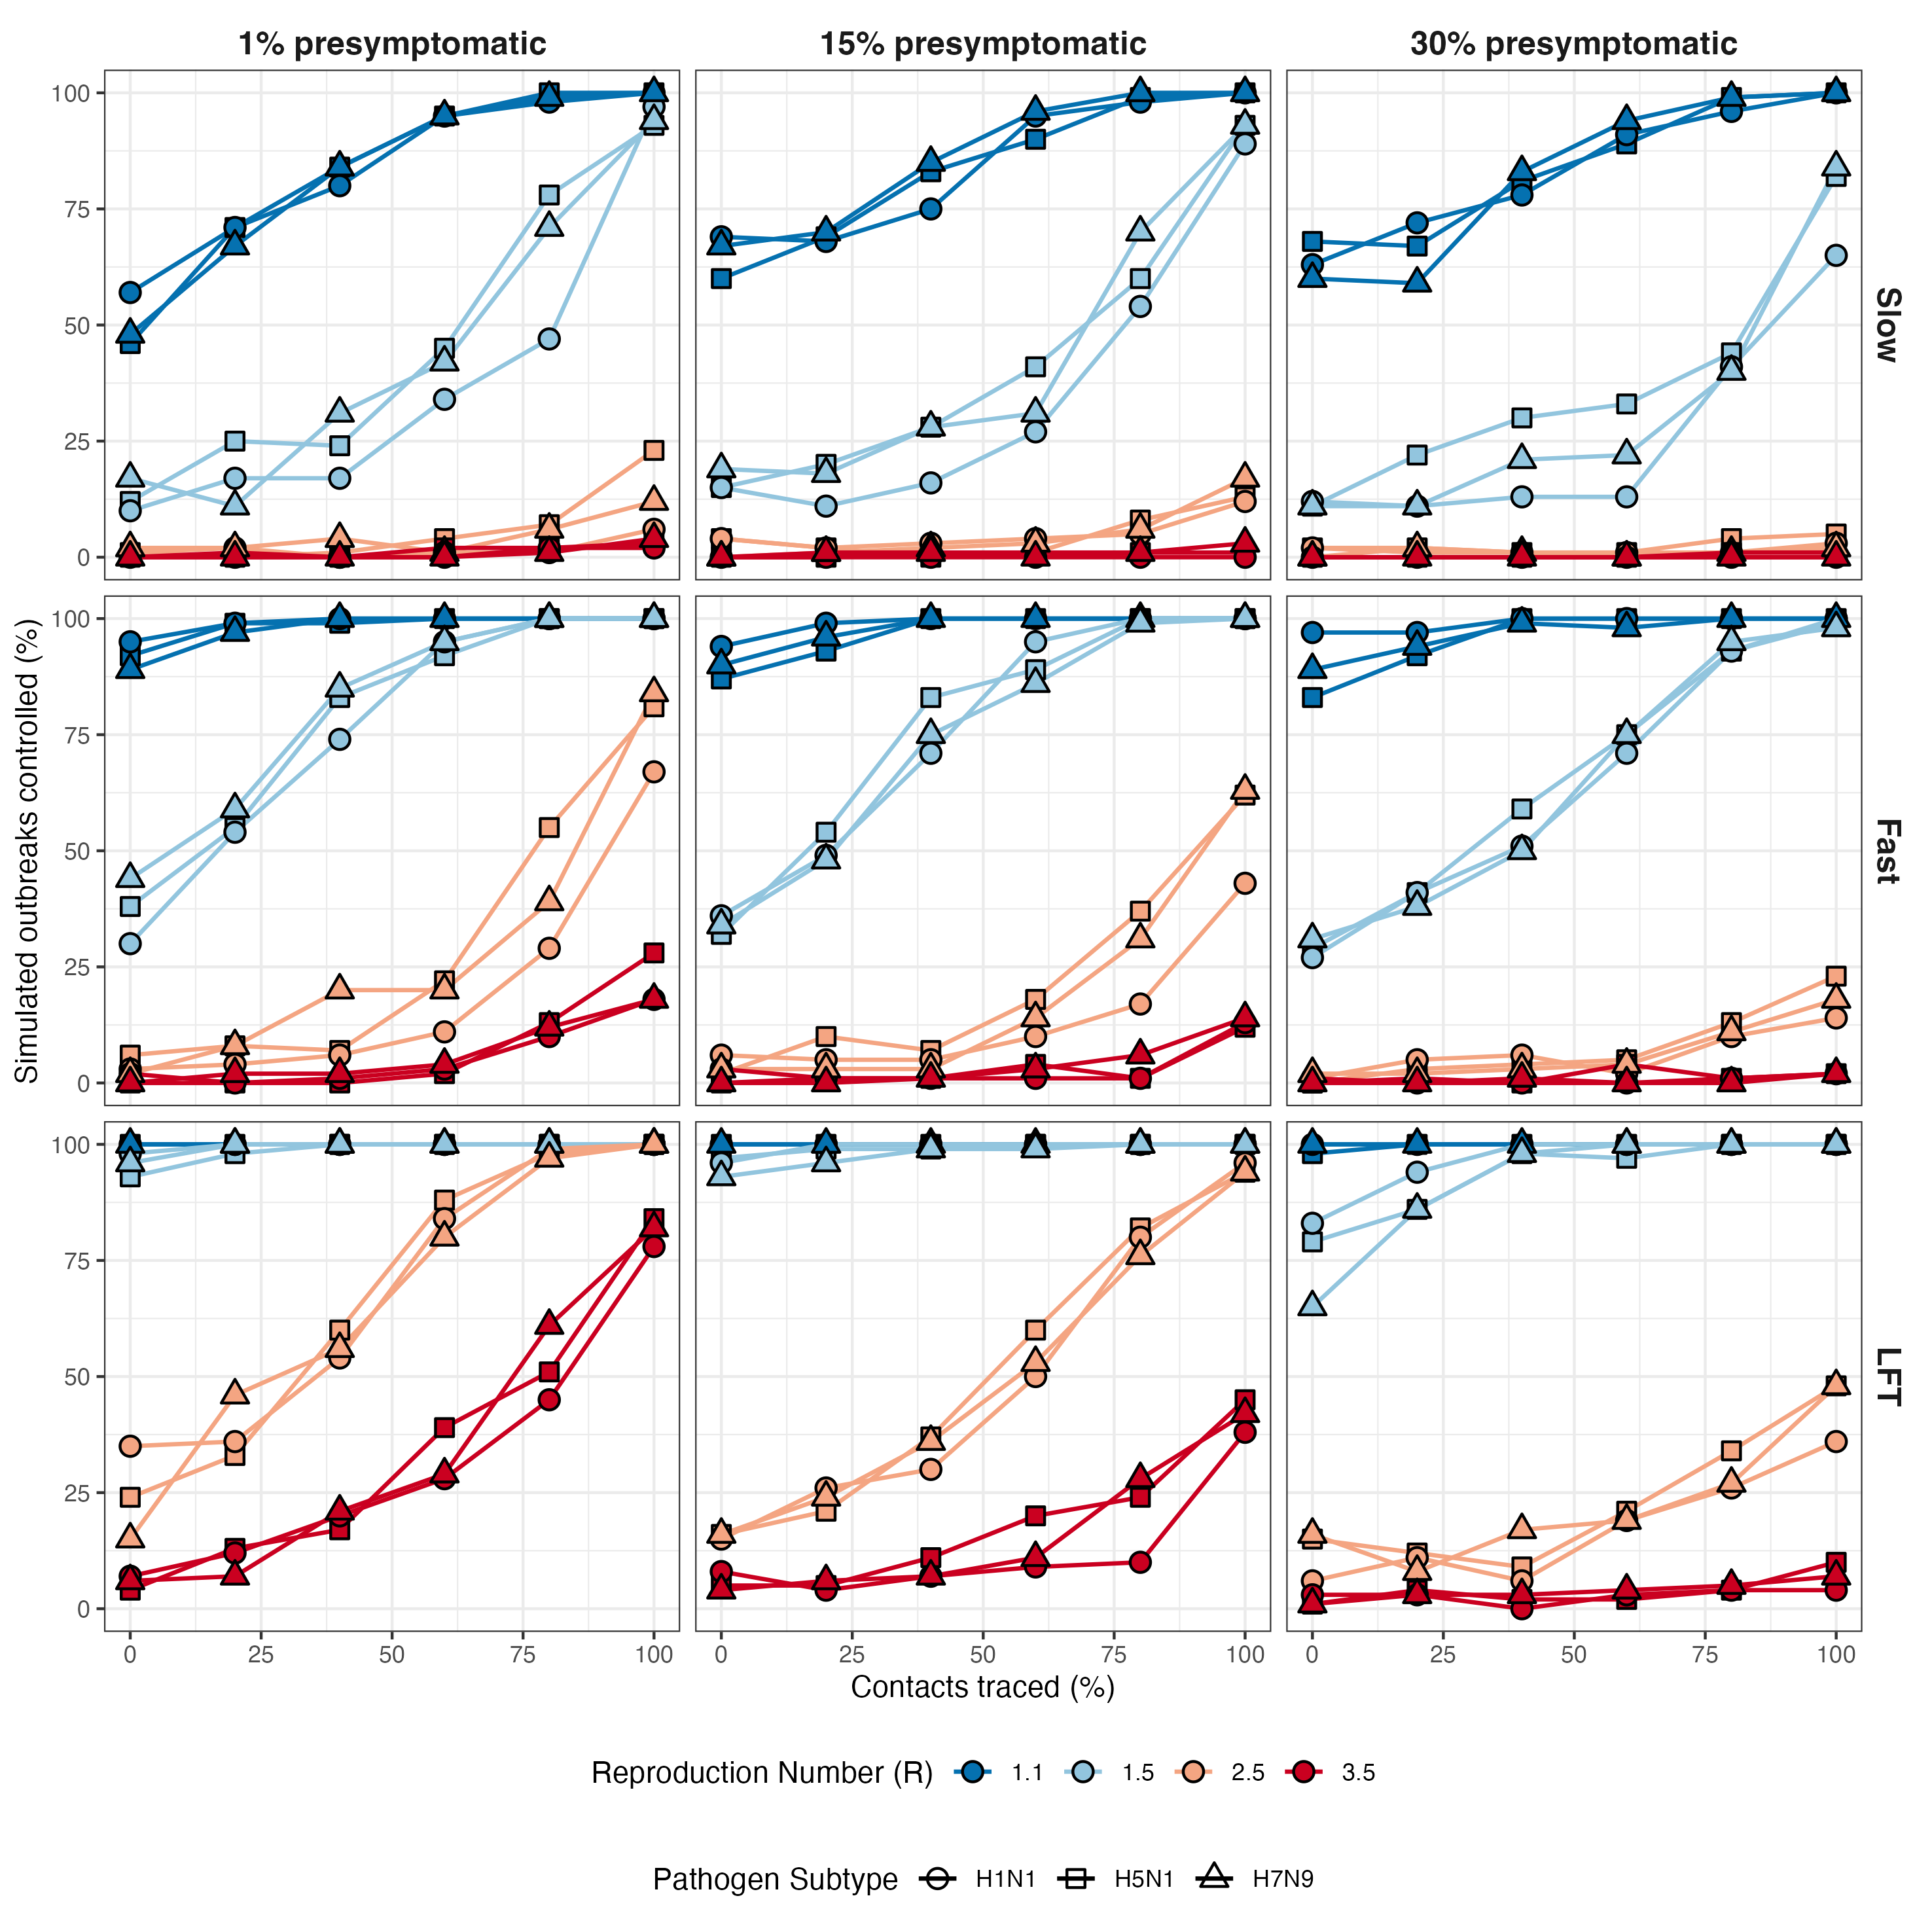 1% presymptomatic 15% presymptomatic 30% presymptomatic
100
75
50
25
0
Slow
100
75
50
25
0
Fast
Simulated outbreaks controlled (%)
100
75
50
25
0
LFT
0 25 50 75 100 0 25 50 75 100 0 25 50 75 100
Contacts traced (%)
Reproduction Number (R) 1.1 1.5 2.5 3.5
Pathogen Subtype H1N1 H5N1 H7N9